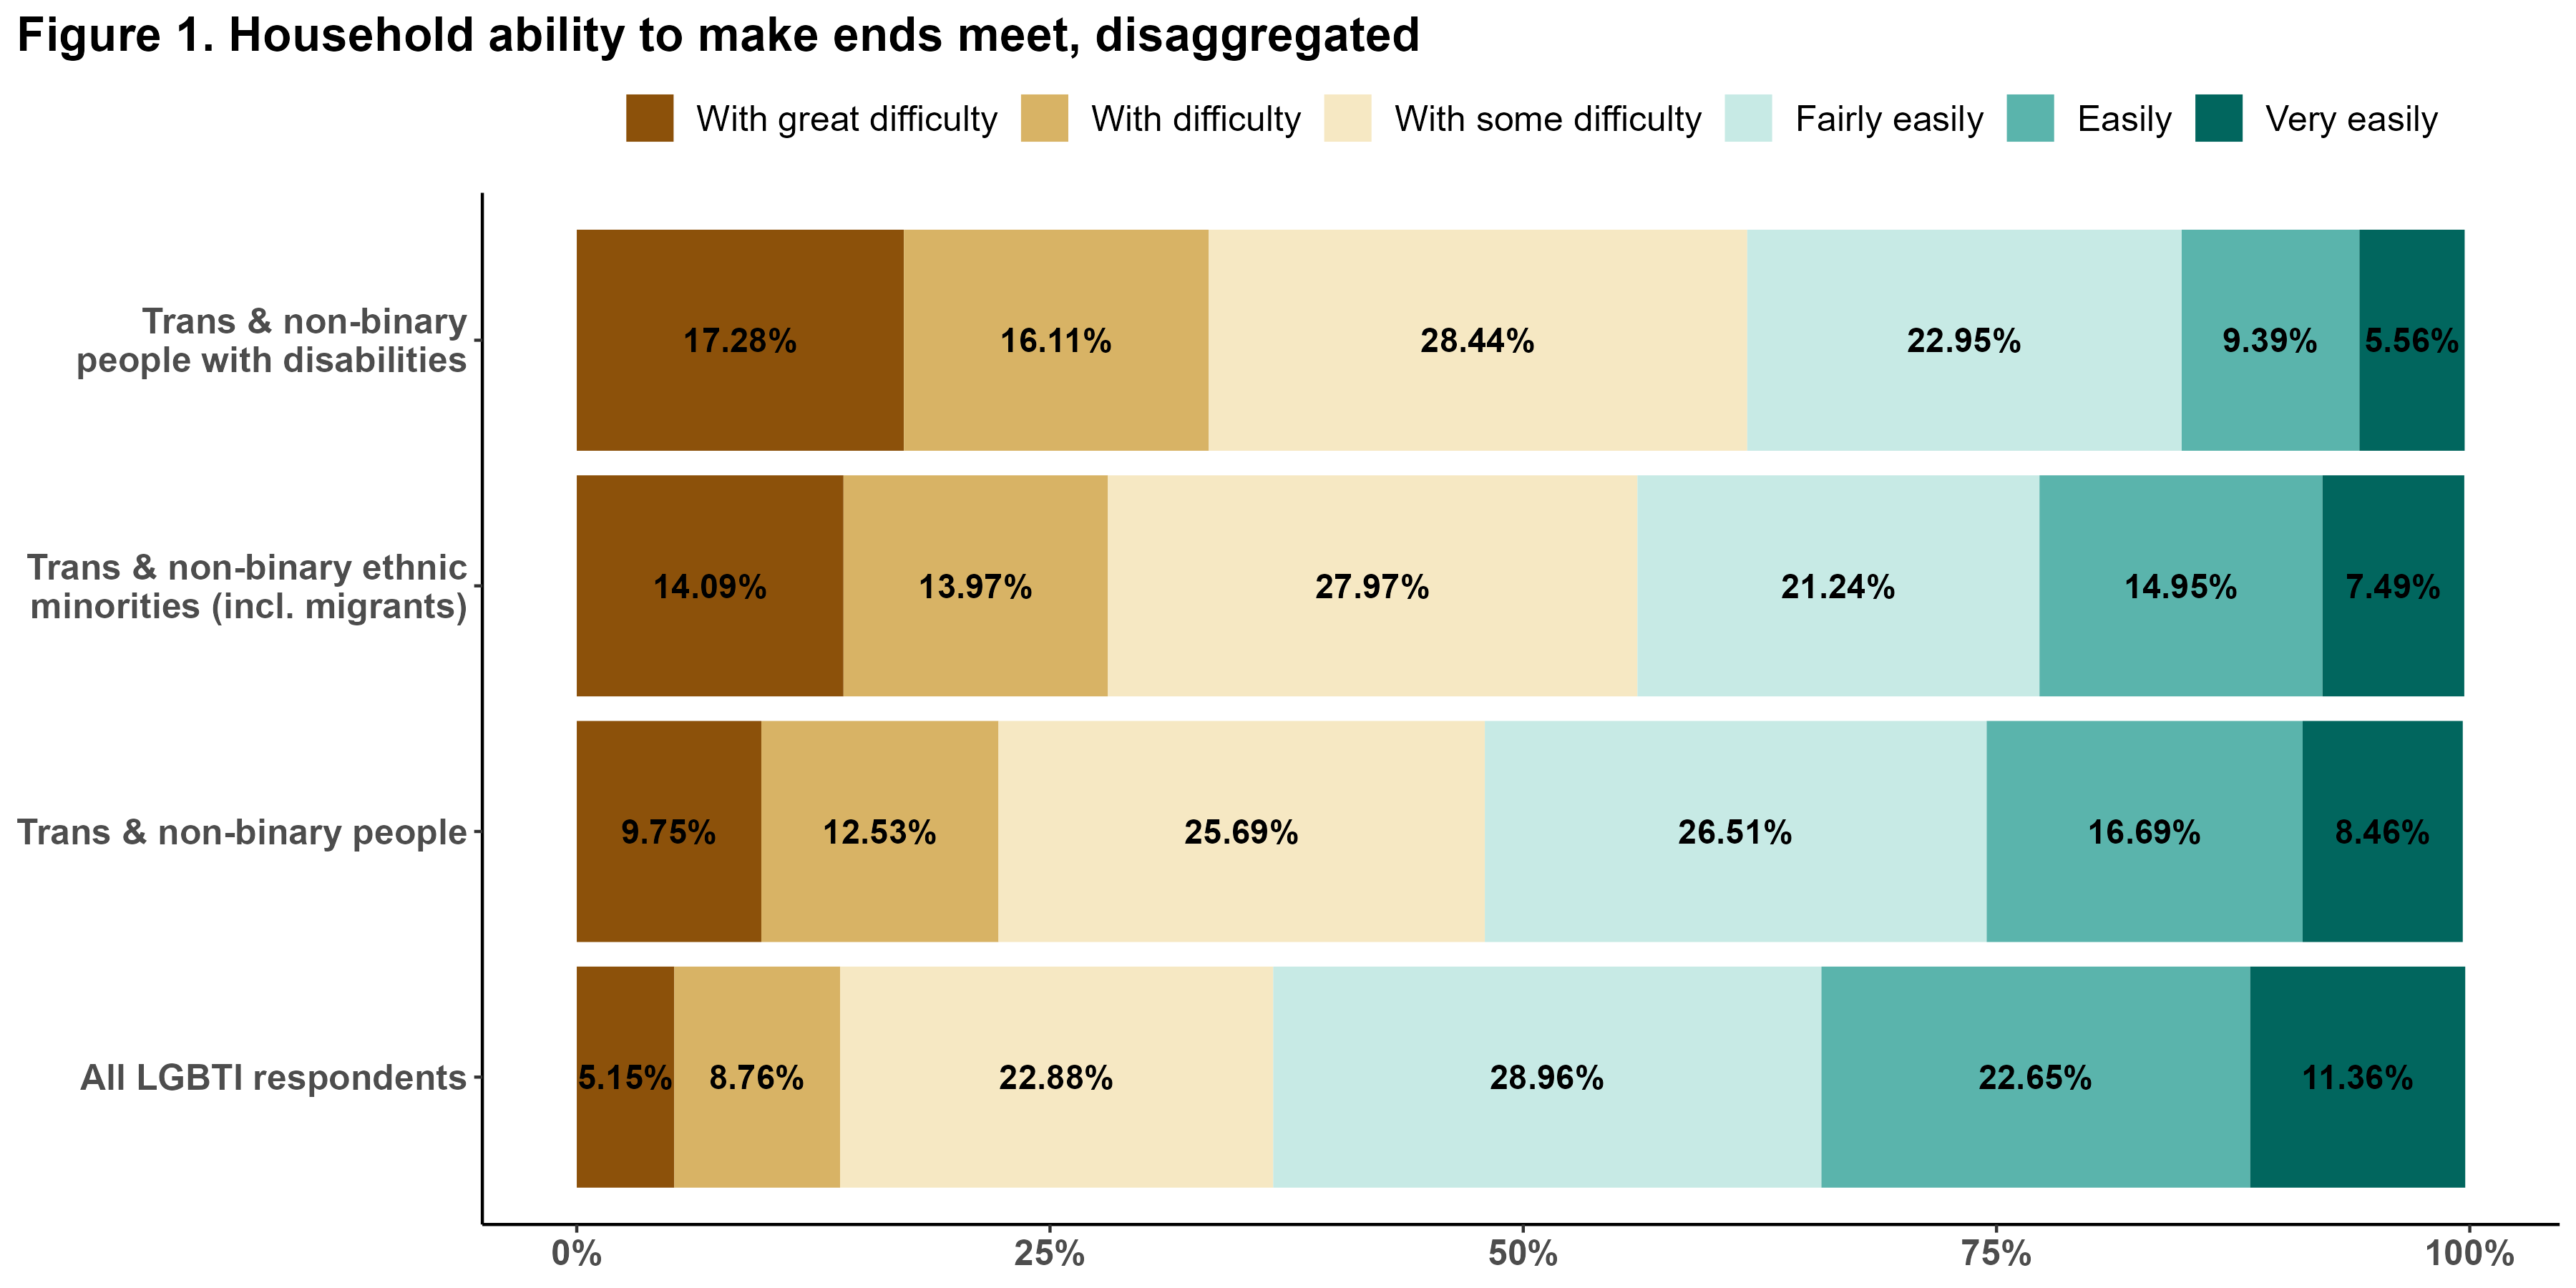 Figure 1. Household ability to make ends meet, disaggregated
With great difficulty With difficulty With some difficulty Fairly easily Easily Very easily
Trans & non-binary
people with disabilities
17.28% 16.11% 28.44% 22.95% 9.39% 5.56%
Trans & non-binary ethnic
minorities (incl. migrants)
14.09% 13.97% 27.97% 21.24% 14.95% 7.49%
Trans & non-binary people
9.75% 12.53% 25.69% 26.51% 16.69% 8.46%
All LGBTI respondents
5.15% 8.76% 22.88% 28.96% 22.65% 11.36%
0% 25% 50% 75% 100%